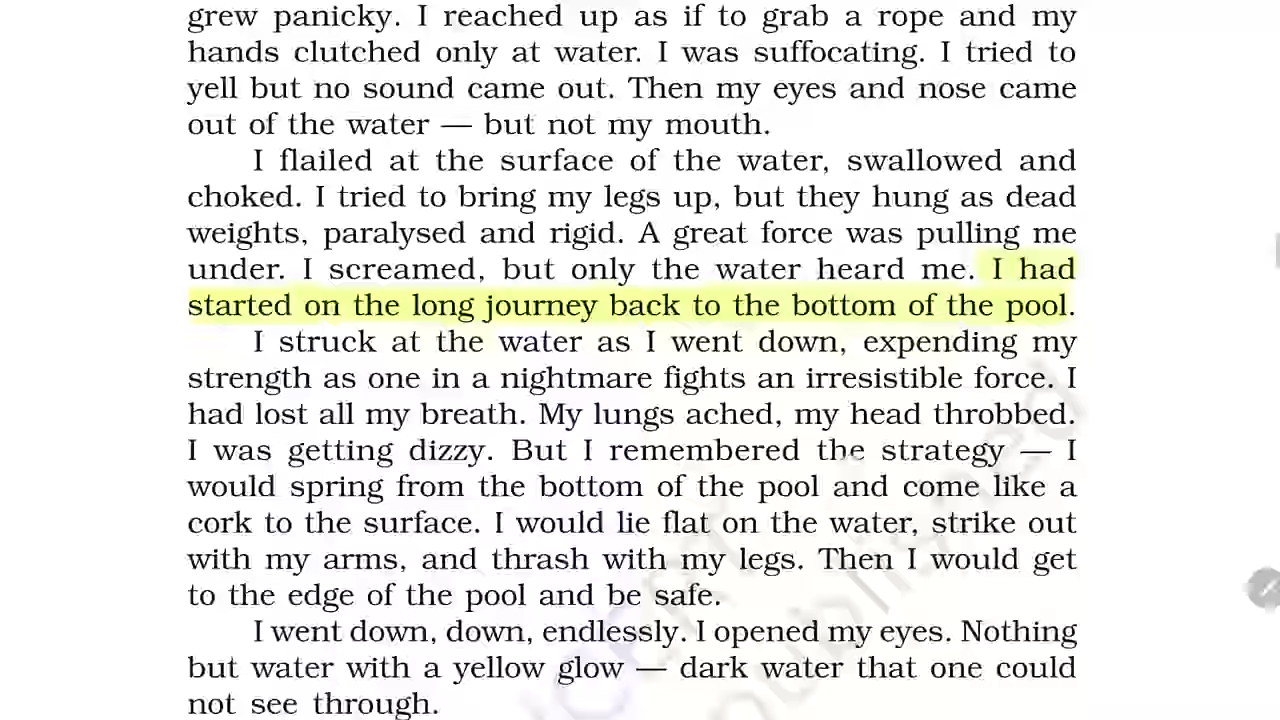 grew panicky. I reached up as if to grab a rope and my
hands clutched only at water. I was suffocating. I tried to
yell but no sound came out. Then my eyes and nose came
out of the water — but not my mouth.
I flailed at the surface of the water, swallowed and
choked. I tried to bring my legs up, but they hung as dead
weights, paralysed and rigid. A great force was pulling me
under. I screamed, but only the water heard me. I had
started on the long journey back to the bottom of the pool.
I struck at the water as I went down, expending my
strength as one in a nightmare fights an irresistible force. I
had lost all my breath. My lungs ached, my head throbbed.
I was getting dizzy. But I remembered the strategy — I
would spring from the bottom of the pool and come like a
cork to the surface. I would lie flat on the water, strike out
with my arms, and thrash with my legs. Then I would get
to the edge of the pool and be safe.
I went down, down, endlessly. I opened my eyes. Nothing
but water with a yellow glow — dark water that one could
not see through.